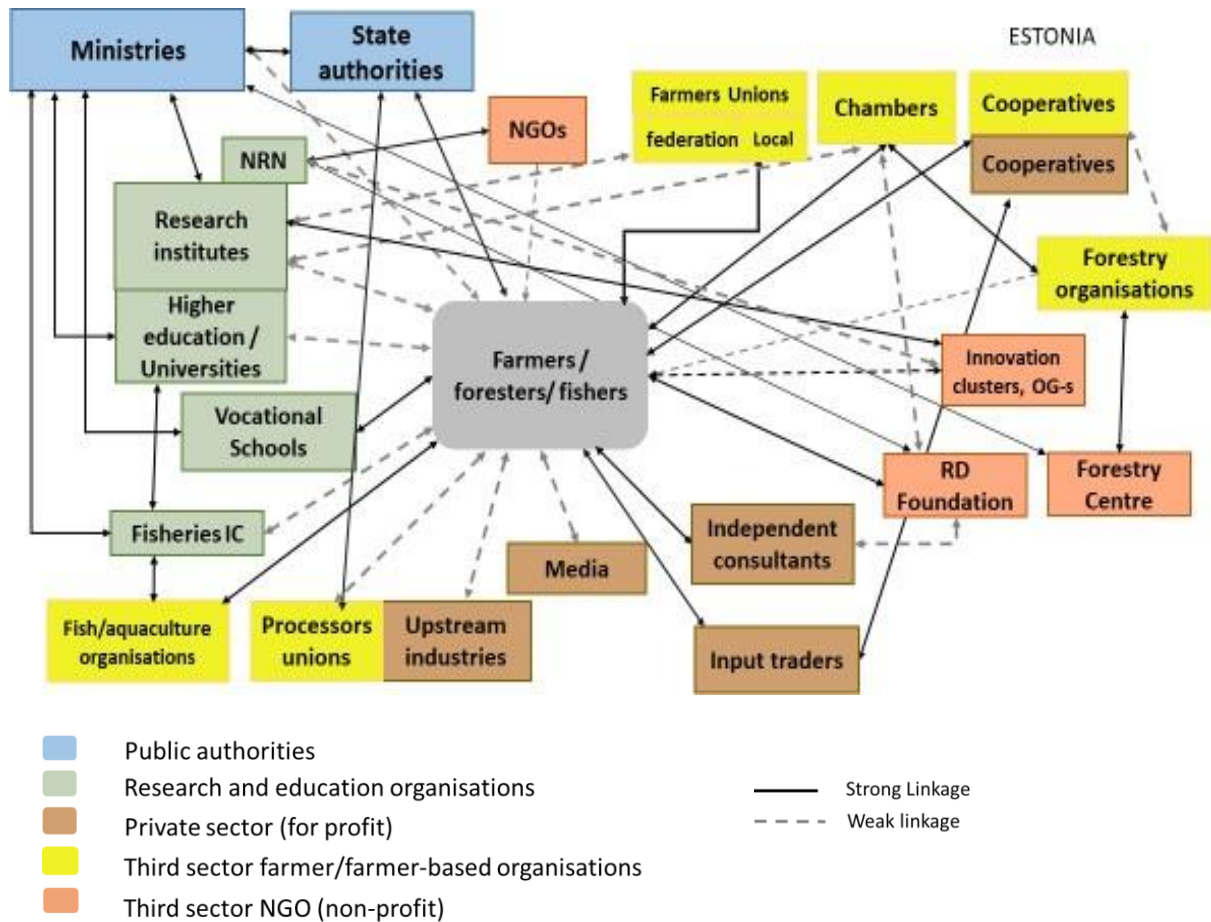 ESTONIA
Ministries
State
authorities
NGOs
Farmers Unions
federation Local
Chambers
Cooperatives
Cooperatives
NRN
Research
institutes
Higher
education /
Universities
Vocational
Schools
Fisheries IC
Farmers /
foresters/ fishers
Forestry
organisations
Innovation
clusters, OG-s
RD
Foundation
Forestry
Centre
Independent
consultants
Media
Input traders
Fish/aquaculture
organisations
Processors
unions
Upstream
industries
Public authorities
Research and education organisations
Private sector (for profit)
Third sector farmer/farmer-based organisations
Third sector NGO (non-profit)
Strong Linkage
Weak linkage